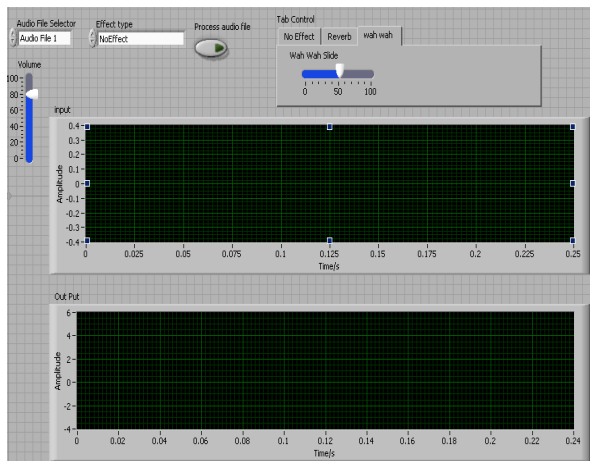 Audio File Selector
Audio File 1
Effect type
NoEffect
Process audio file
Tab Control
No Effect Reverb wah wah
Wah Wah Slide
0 50 100
Volume
100
80
60
40
20
0
input
Amplitude
0.4
0.3
0.2
0.1
0
-0.1
-0.2
-0.3
-0.4
0 0.025 0.05 0.075 0.1 0.125 0.15 0.175 0.2 0.225 0.25
Time/s
Out Put
Amplitude
6
4
2
0
-2
-4
0 0.02 0.04 0.06 0.08 0.1 0.12 0.14 0.16 0.18 0.2 0.22 0.24
Time/s